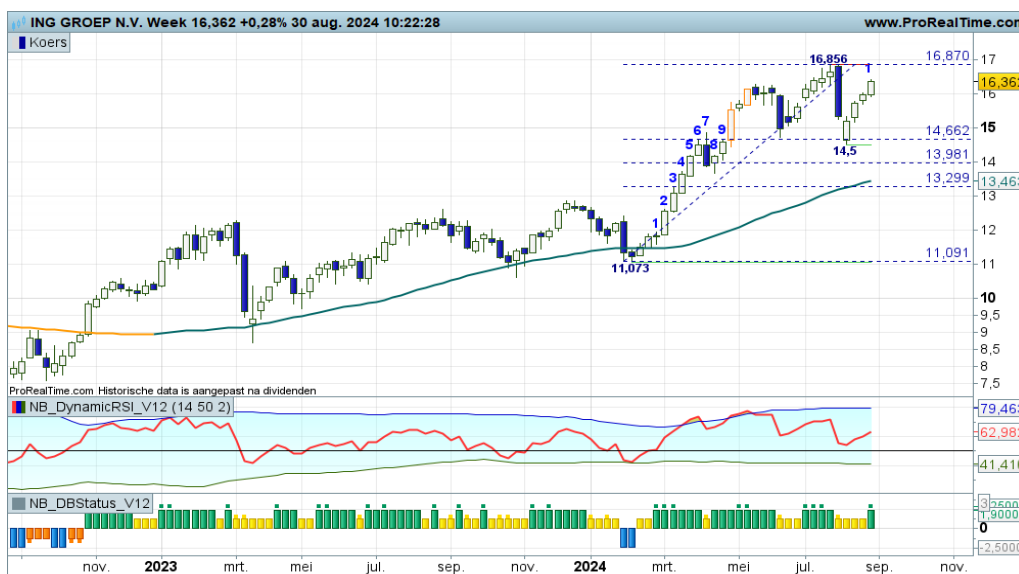 ING GROEP N.V. Week 16,362 +0,28% 30 aug. 2024 10:22:28
www.ProRealTime.com
Koers
16,856
16,870
17
1
16,362
16
7
6
9
5
8
15
14,662
14,5
4
13,981
14
3
13,299
13,463
2
13
1
12
11,091
11,073
11
10
9,5
9
8,5
8
7,5
ProRealTime.com Historische data is aangepast na dividenden
NB_DynamicRSI_V12 (14 50 2)
79,463
62,982
41,416
NB_DBStatus_V12
0
-2,5000
nov.
2023
mrt.
mei
jul.
sep.
nov.
2024
mrt.
mei
jul.
sep.
nov.